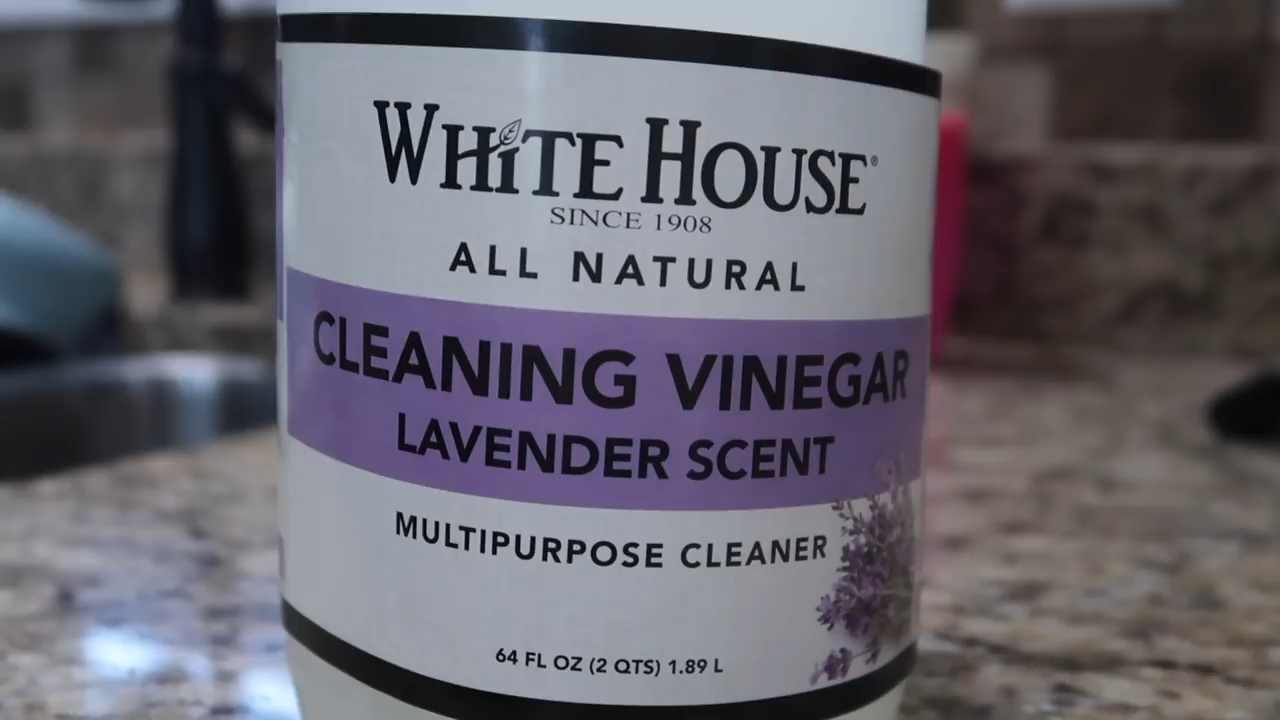 WHITE HOUSE®
SINCE 1908
ALL NATURAL
CLEANING VINEGAR
LAVENDER SCENT
MULTIPURPOSE CLEANER
64 FL OZ (2 QTS) 1.89 L